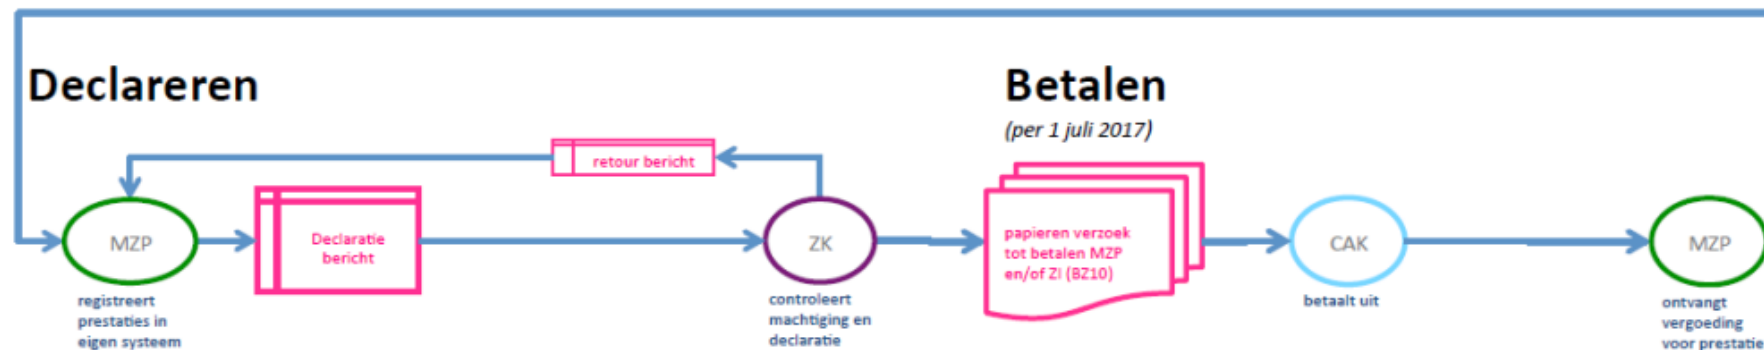 Declareren
Betalen
(per 1 juli 2017)
retour bericht
MZP
Declaratie
bericht
ZK
papieren verzoek
tot betalen MZP
en/of ZI (BZ10)
CAK
MZP
registreert
prestaties in
eigen systeem
controleert
machtiging en
declaratie
betaalt uit
ontvangt
vergoeding
voor prestatie